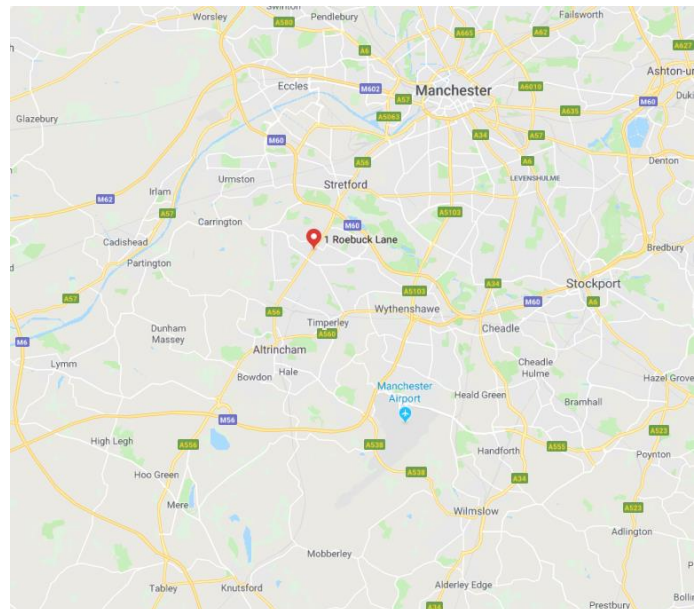 Swinton
Worsley
A580
Pendlebury
A665
A62
Failsworth
A6
A627
Eccles
M602
A57
Manchester
A6010
Ashton-un
M60
Duki
Glazebury
A5063
A635
M60
A34
A57
A56
A6
Denton
Urmston
Stretford
LEVENSHULME
M62
Irlam
A57
Carrington
M60
A5103
1 Roebuck Lane
Cadishead
Bredbury
Partington
A57
A5103
A34
Stockport
M60
A6
A56
Wythenshawe
Timperley
Dunham
Massey
A560
Cheadle
M6
Altrincham
Lymm
Bowdon
Hale
Cheadle
Hulme
Manchester
Airport
Hazel Grove
Heald Green
Bramhall
M56
A523
High Legh
A556
A538
Handforth
A555
Poynton
Hoo Green
A538
A34
Mere
A523
Wilmslow
Adlington
Mobberley
Tabley
Knutsford
Alderley Edge
Bollin
A34
Prestbury